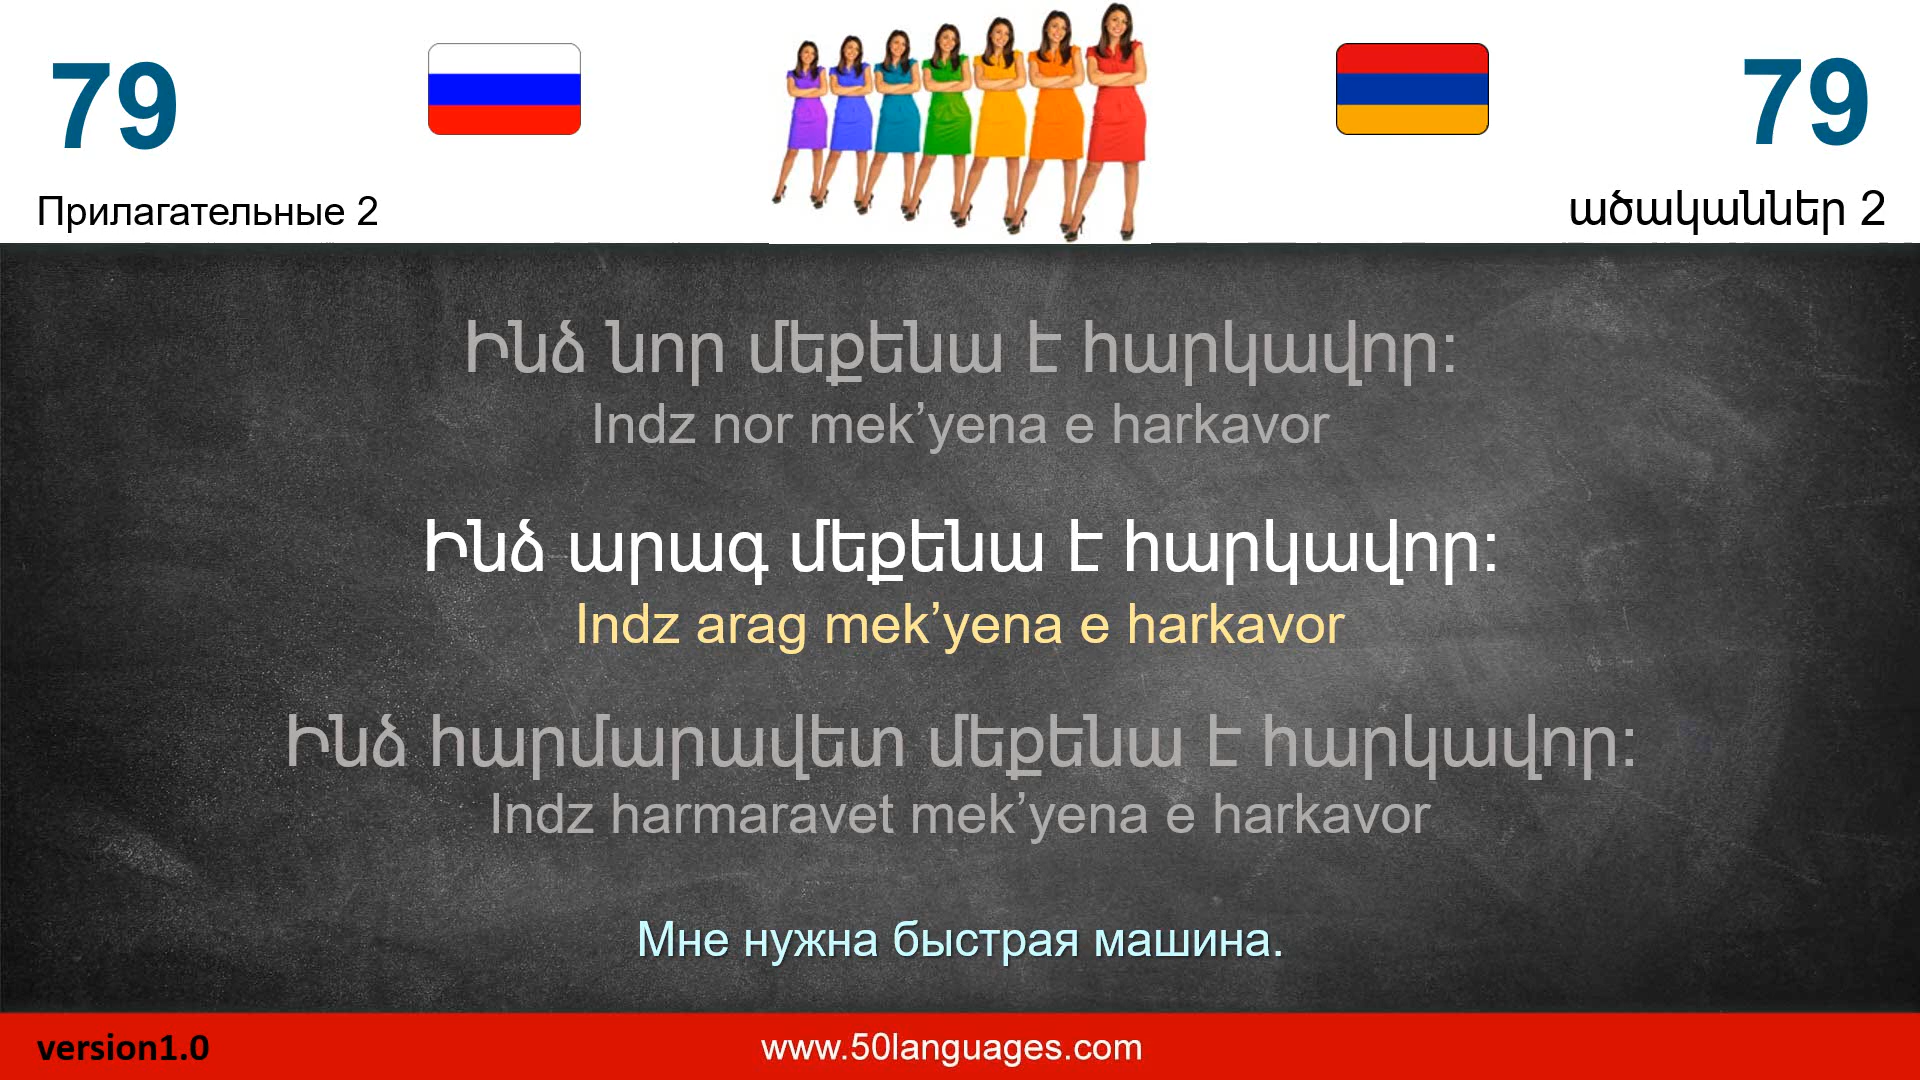 79
79
Прилагательные 2
ածականներ 2
Ինձ նոր մեքենա է հարկավոր:
Indz nor mek’yena e harkavor
Ինձ արագ մեքենա է հարկավոր:
Indz arag mek’yena e harkavor
Ինձ հարմարավետ մեքենա է հարկավոր:
Indz harmaravet mek’yena e harkavor
Мне нужна быстрая машина.
version1.0
www.50languages.com